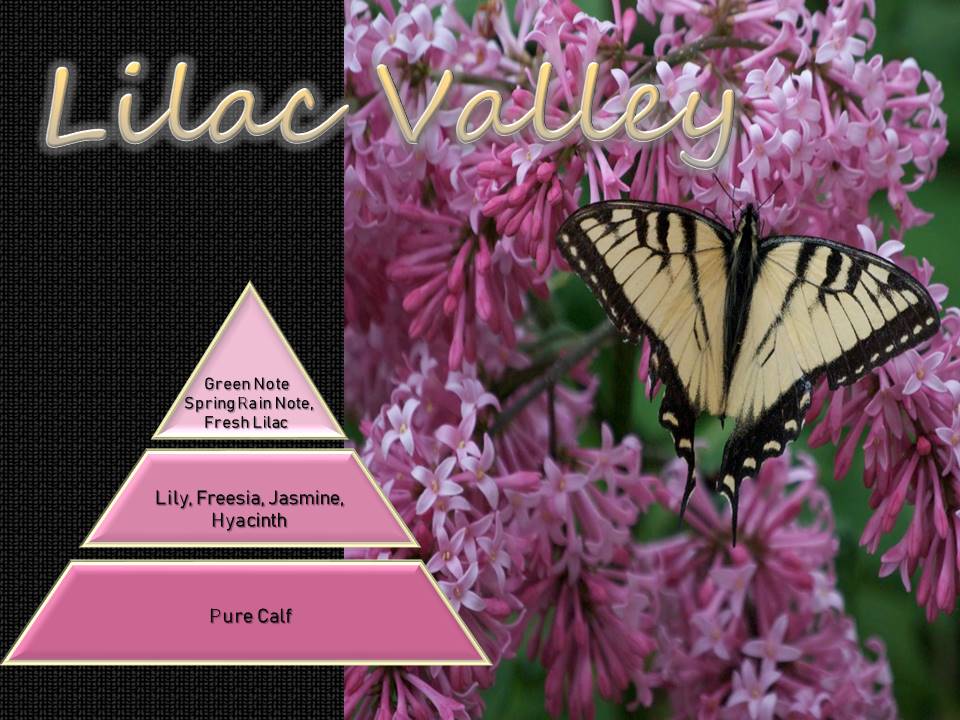 Lilac Valley
Green Note
Spring Rain Note,
Fresh Lilac
Lily, Freesia, Jasmine,
Hyacinth
Pure Calf